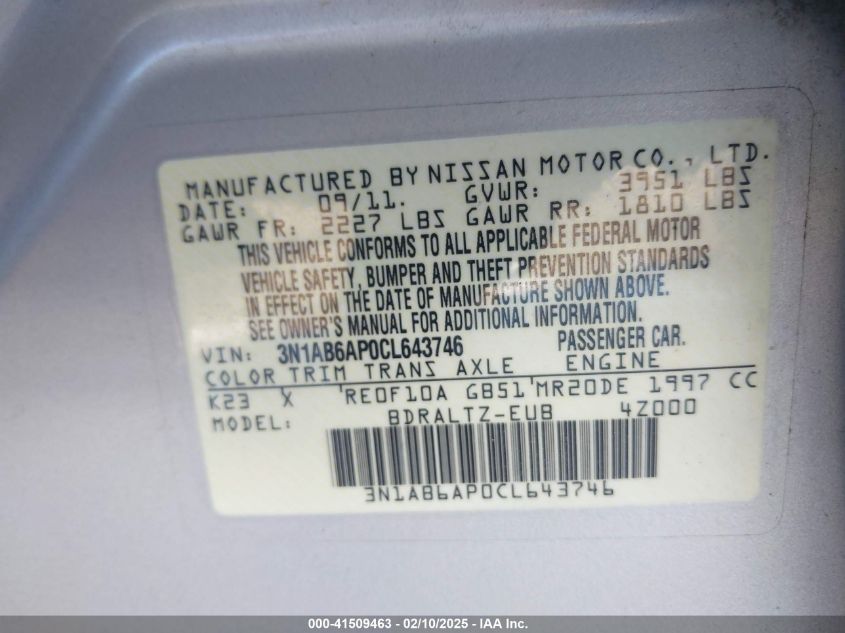 MANUFACTURED BY NISSAN MOTOR CO., LTD.
DATE: 09/11. GVWR: 3951 LBS
GAWR FR: 2227 LBS GAWR RR: 1810 LBS
THIS VEHICLE CONFORMS TO ALL APPLICABLE FEDERAL MOTOR
VEHICLE SAFETY, BUMPER AND THEFT PREVENTION STANDARDS
IN EFFECT ON THE DATE OF MANUFACTURE SHOWN ABOVE.
SEE OWNER'S MANUAL FOR ADDITIONAL INFORMATION.
VIN: 3N1AB6AP0CL643746 PASSENGER CAR.
COLOR TRIM TRANS AXLE ENGINE
K23 X 'RE0F10A GB51'MR20DE 1997 CC
MODEL: BDRALTZ-EUB 4Z000
3N1AB6AP0CL643746
000-41509463 - 02/10/2025 - IAA Inc.